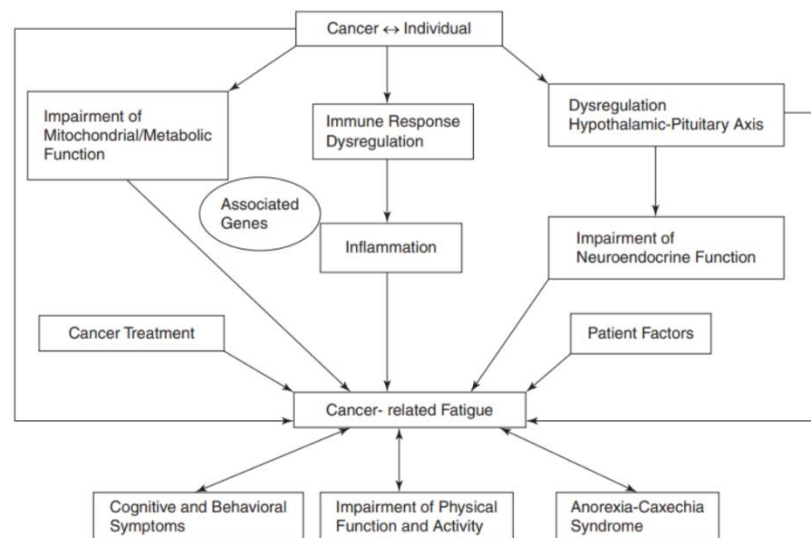 Cancer ↔ Individual
Impairment of
Mitochondrial/Metabolic
Function
Immune Response
Dysregulation
Dysregulation
Hypothalamic-Pituitary Axis
Associated
Genes
Inflammation
Impairment of
Neuroendocrine Function
Cancer Treatment
Patient Factors
Cancer- related Fatigue
Cognitive and Behavioral
Symptoms
Impairment of Physical
Function and Activity
Anorexia-Caxechia
Syndrome